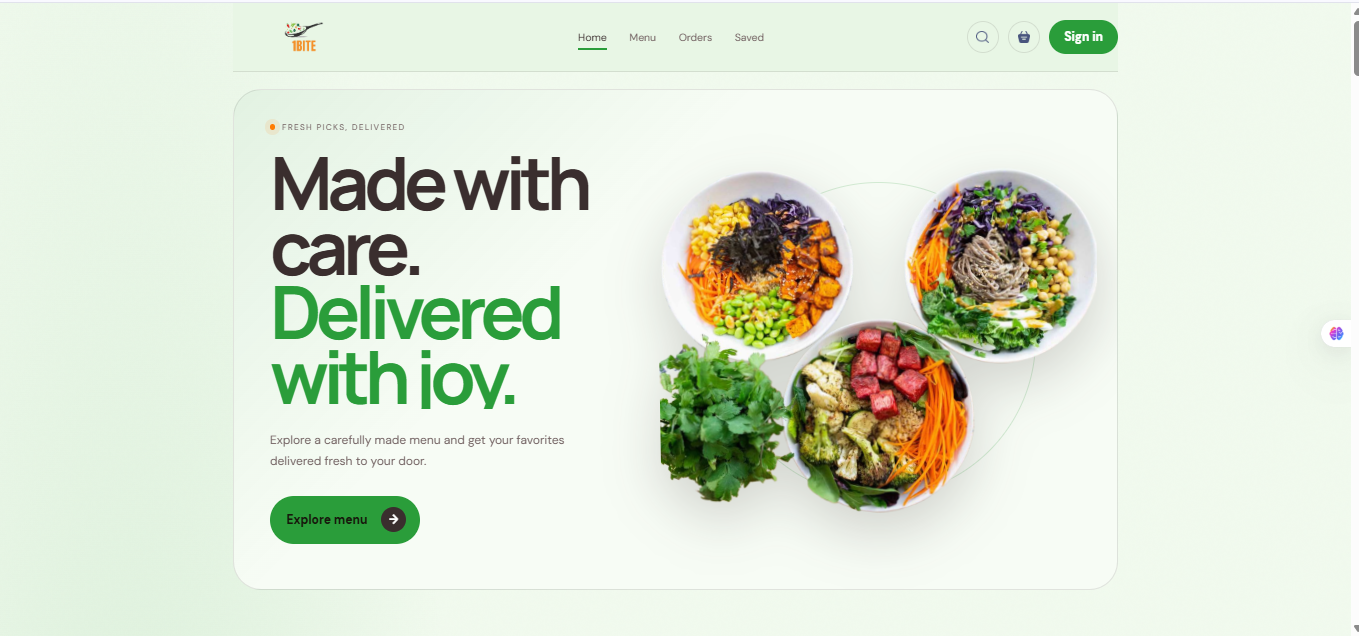 1BITE
Home
Menu
Orders
Saved
Sign in
FRESH PICKS, DELIVERED
Made with
care.
Delivered
with joy.
Explore a carefully made menu and get your favorites
delivered fresh to your door.
Explore menu